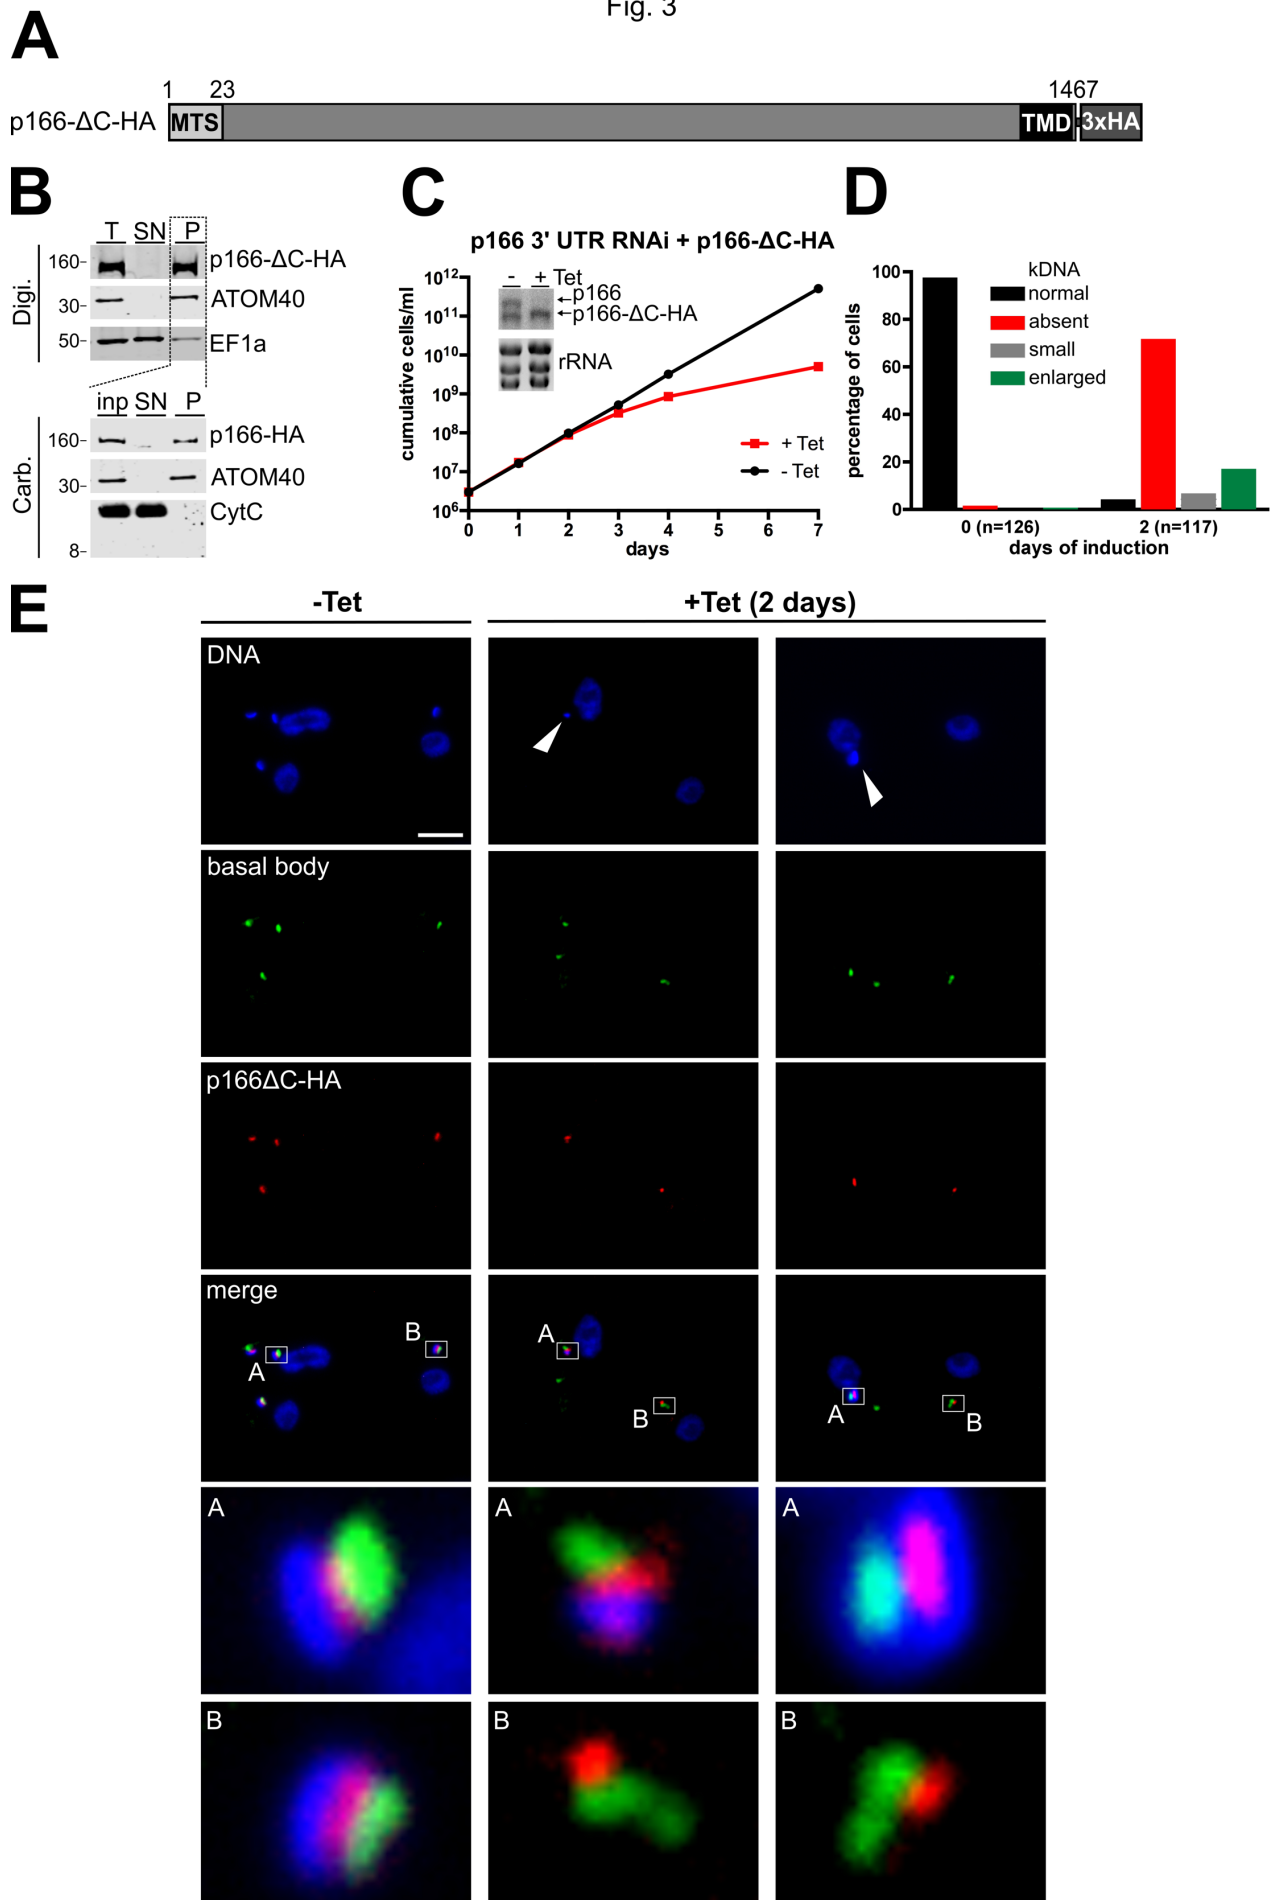 Fig. 3
A
1 23 1467
p166-ΔC-HA MTS TMD 3xHA
B
T SN P
Digi.
160- p166-ΔC-HA
30- ATOM40
50- EF1a
inp SN P
Carb.
160- p166-HA
30- ATOM40
CytC
8-
C
p166 3' UTR RNAi + p166-ΔC-HA
cumulative cells/ml
10¹²
10¹¹
10¹⁰
10⁹
10⁸
10⁷
10⁶
- + Tet
←p166
←p166-ΔC-HA
rRNA
+ Tet
- Tet
0 1 2 3 4 5 6 7
days
D
percentage of cells
100
80
60
40
20
0
kDNA
normal
absent
small
enlarged
0 (n=126) 2 (n=117)
days of induction
E
-Tet +Tet (2 days)
DNA
basal body
p166ΔC-HA
merge
A B A B A B
A A A
B B B